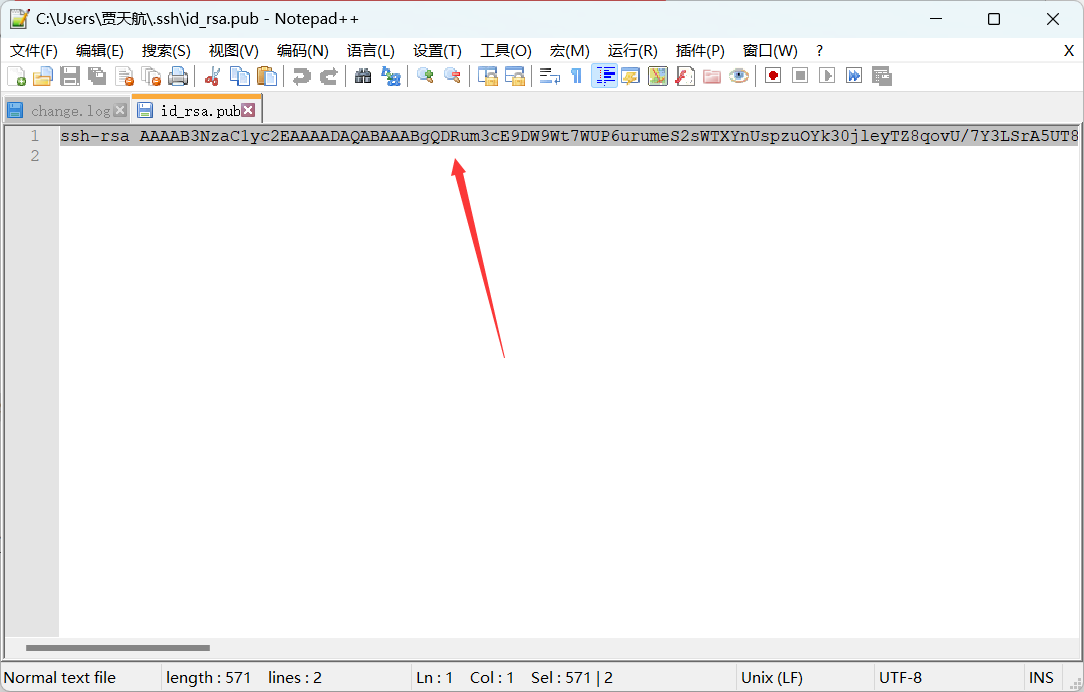 C:\Users\贾天航\.ssh\id_rsa.pub - Notepad++
文件(F) 编辑(E) 搜索(S) 视图(V) 编码(N) 语言(L) 设置(T) 工具(O) 宏(M) 运行(R) 插件(P) 窗口(W) ? X
change.log id_rsa.pub
1 ssh-rsa AAAAB3NzaC1yc2EAAAADAQABAAABgQDRum3cE9DW9Wt7WUP6urumeS2sWTXYnUspzuOYk30jleyTZ8qovU/7Y3LSrA5UT8
2
Normal text file length : 571 lines : 2 Ln : 1 Col : 1 Sel : 571 | 2 Unix (LF) UTF-8 INS